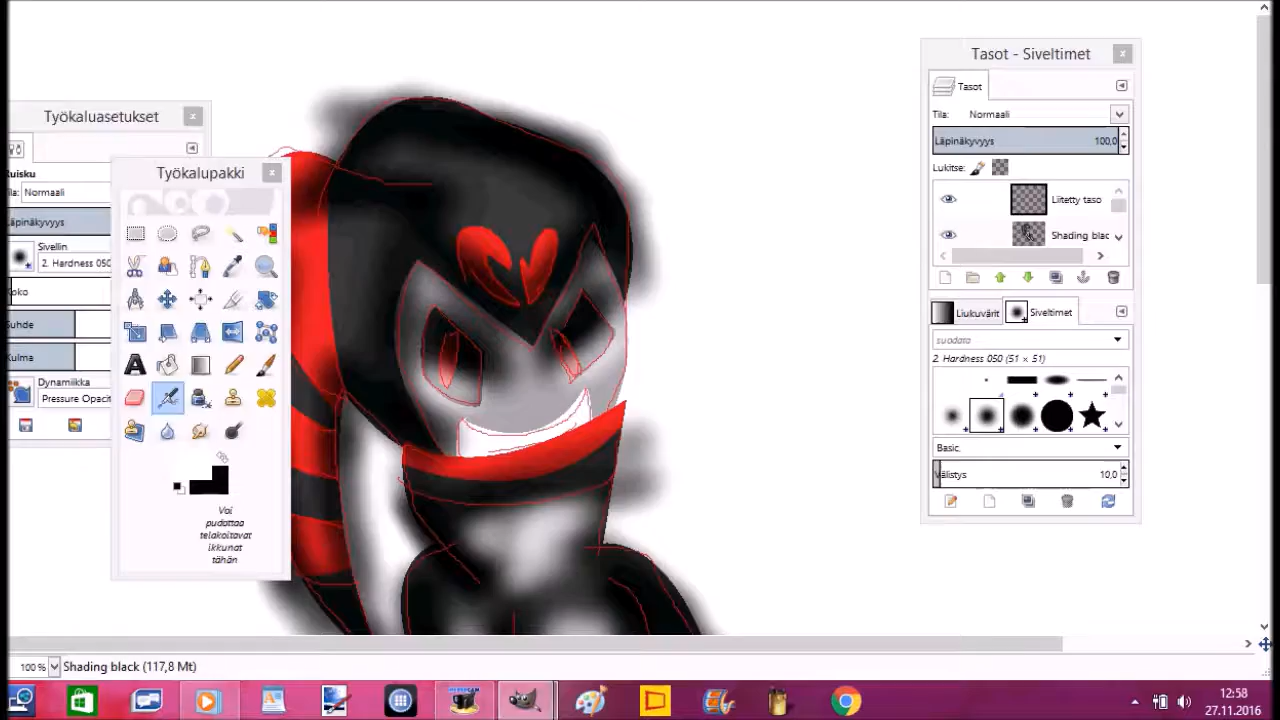 Tasot - Siveltimet
Tasot
Tila: Normaali
Läpinäkyvyys 100,0
Lukitse:
Liitetty taso
Shading blac
Liukuvärit
Siveltimet
suodata
2. Hardness 050 (51 × 51)
Basic,
Välistys 10,0
Työkaluasetukset
Ruisku
Tila: Normaali
Läpinäkyvyys
Sivellin
2. Hardness 050
Koko
Suhde
Kulma
Dynamiikka
Pressure Opacit
Työkalupakki
Voi
pudottaa
telakoitavat
ikkunat
tähän
100 %
Shading black (117,8 Mt)
12:58
27.11.2016